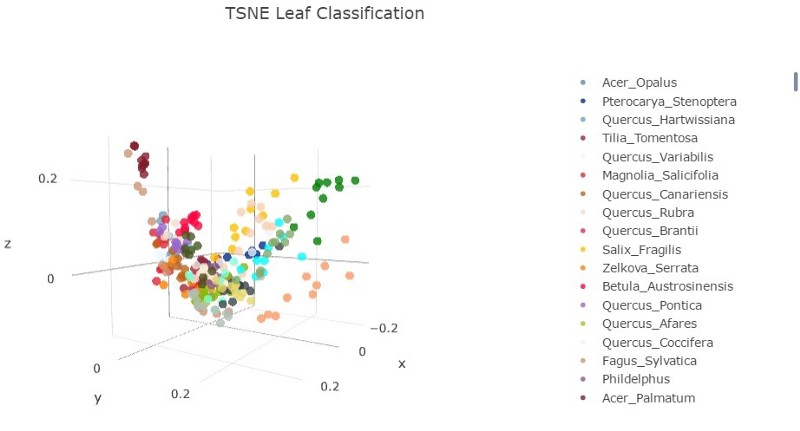 TSNE Leaf Classification
Acer_Opalus
Pterocarya_Stenoptera
Quercus_Hartwissiana
Tilia_Tomentosa
Quercus_Variabilis
Magnolia_Salicifolia
Quercus_Canariensis
Quercus_Rubra
Quercus_Brantii
Salix_Fragilis
Zelkova_Serrata
Betula_Austrosinensis
Quercus_Pontica
Quercus_Afares
Quercus_Coccifera
Fagus_Sylvatica
Phildelphus
Acer_Palmatum
0.2
z
0
−0.2
0
x
0
0.2
0.2
y